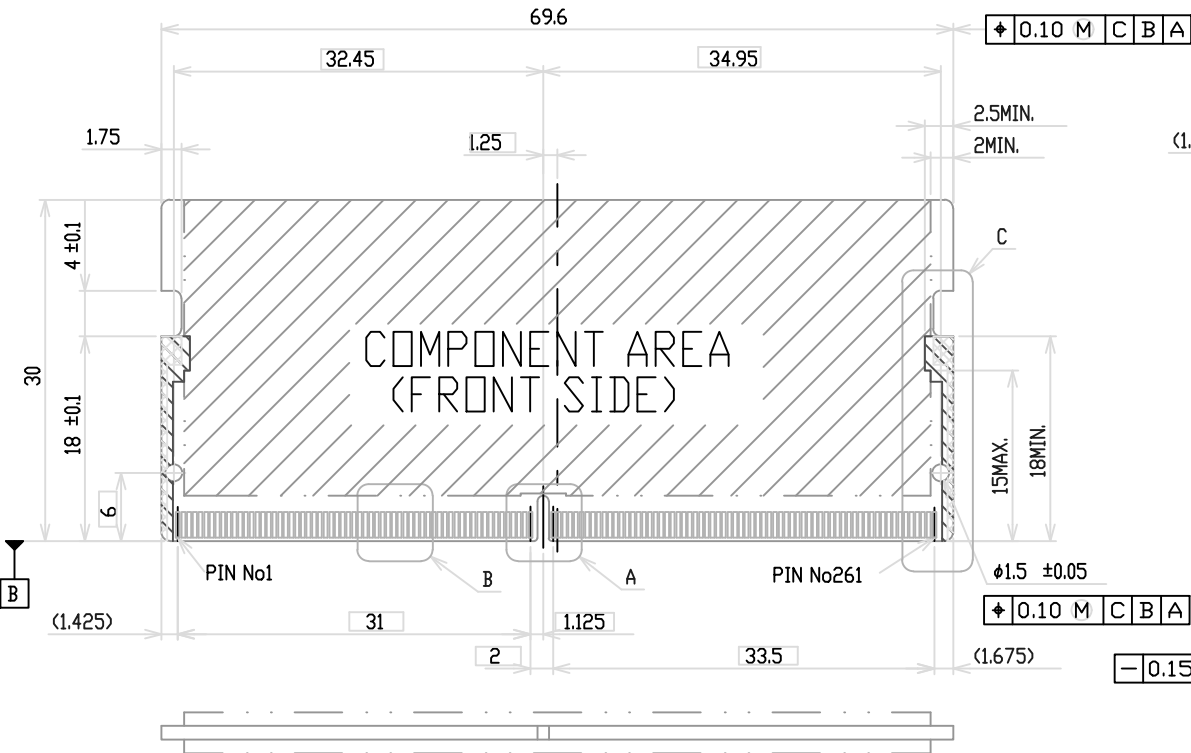 69.6
⌖ 0.10 Ⓜ C B A
32.45
34.95
2.5MIN.
1.75
1.25
2MIN.
(1.
4 ±0.1
C
COMPONENT AREA
(FRONT SIDE)
30
18 ±0.1
15MAX.
18MIN.
6
PIN No1
B
A
PIN No261
ϕ1.5 ±0.05
B
⌖ 0.10 Ⓜ C B A
(1.425)
31
1.125
2
33.5
(1.675)
— 0.15